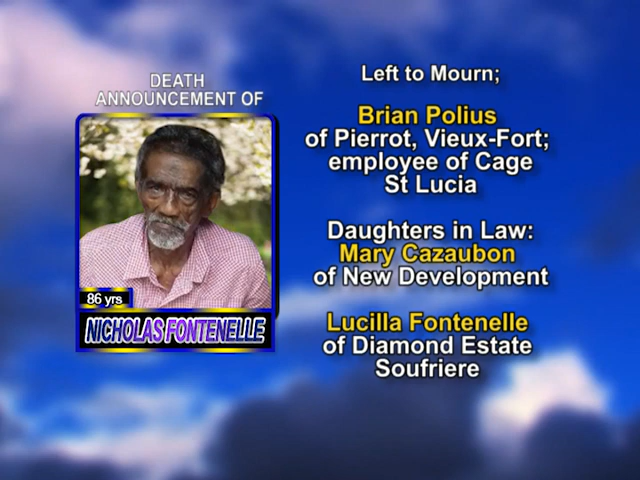 DEATH
ANNOUNCEMENT OF
86 yrs
NICHOLAS FONTENELLE
Left to Mourn;
Brian Polius
of Pierrot, Vieux-Fort;
employee of Cage
St Lucia
Daughters in Law:
Mary Cazaubon
of New Development
Lucilla Fontenelle
of Diamond Estate
Soufriere